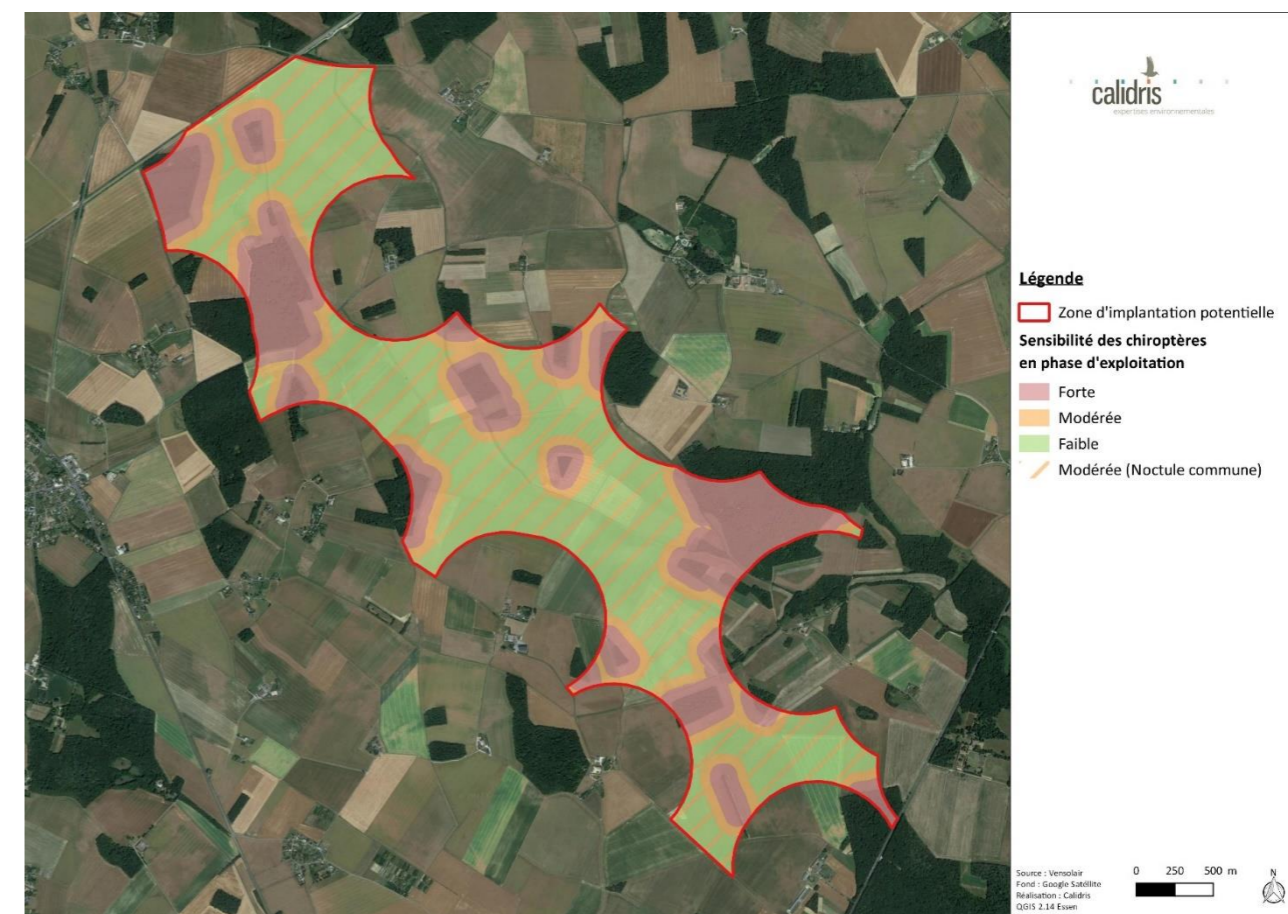 calidris
expertises environnementales
Légende
Zone d'implantation potentielle
Sensibilité des chiroptères
en phase d'exploitation
Forte
Modérée
Faible
Modérée (Noctule commune)
Source : Vensolair
Fond : Google Satéllite
Réalisation : Calidris
QGIS 2.14 Essen
0 250 500 m
N